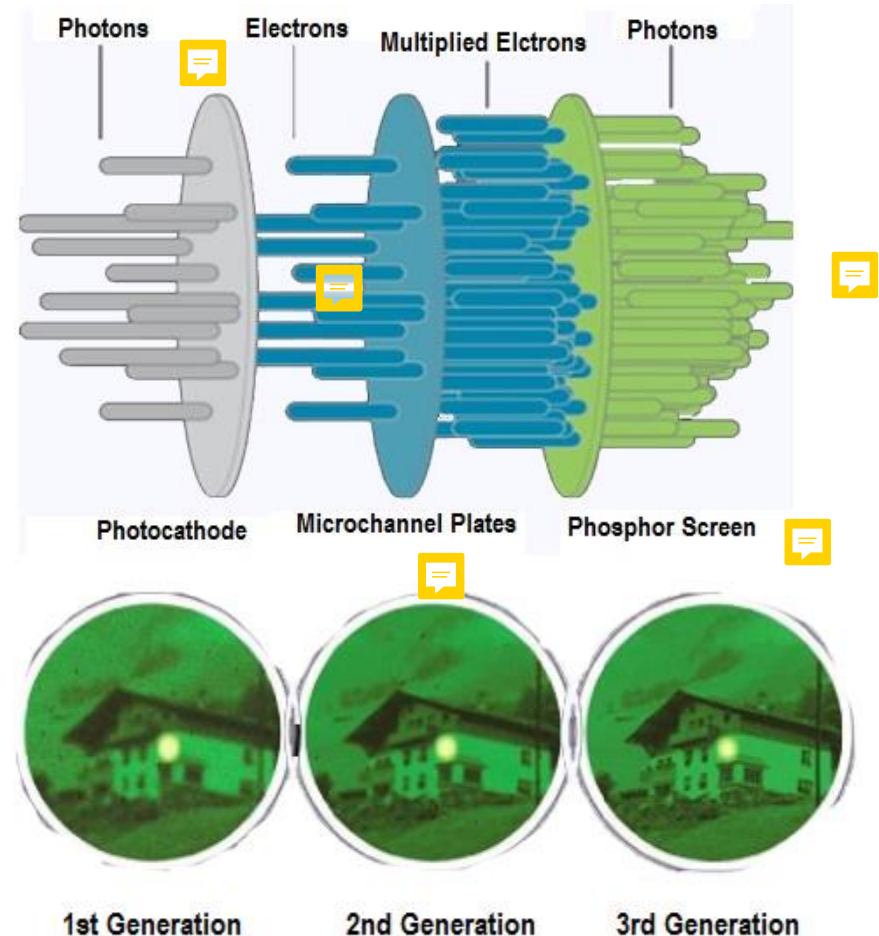 Photons
Electrons
Multiplied Elctrons
Photons
Photocathode
Microchannel Plates
Phosphor Screen
1st Generation
2nd Generation
3rd Generation